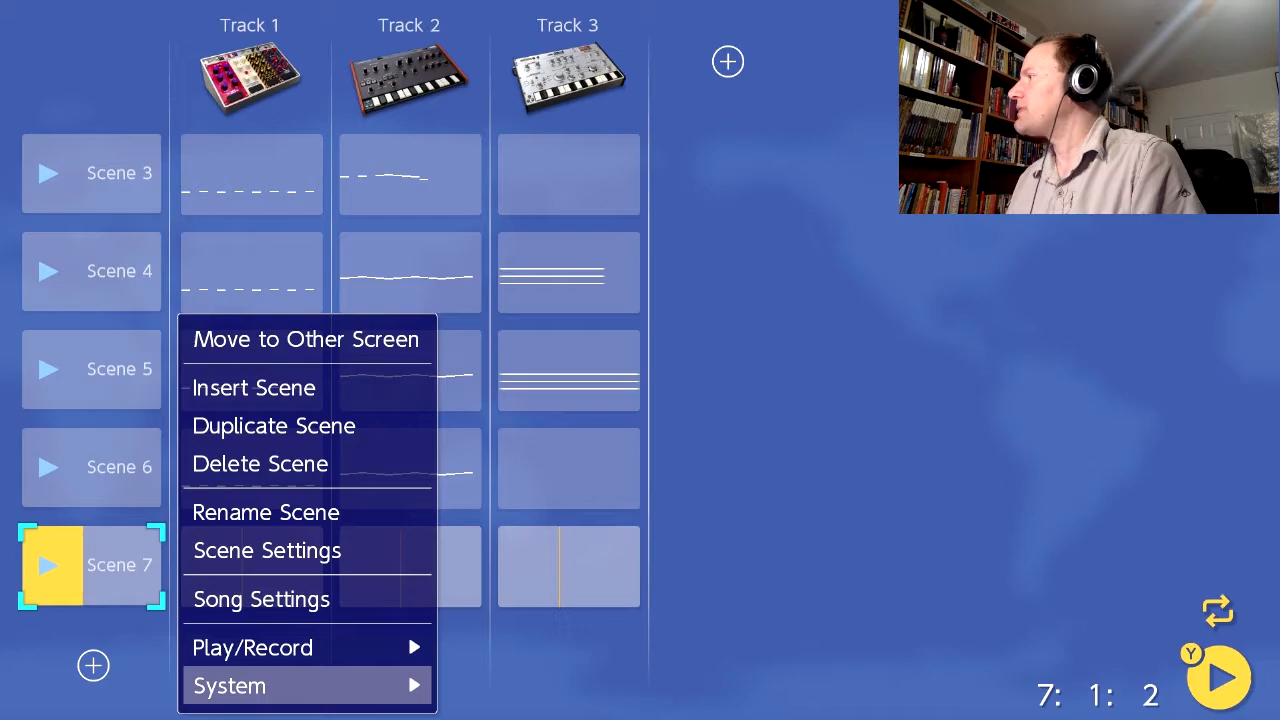 Track 1
Track 2
Track 3
Scene 3
Scene 4
Scene 5
Scene 6
Scene 7
Move to Other Screen
Insert Scene
Duplicate Scene
Delete Scene
Rename Scene
Scene Settings
Song Settings
Play/Record
System
Y
7: 1: 2